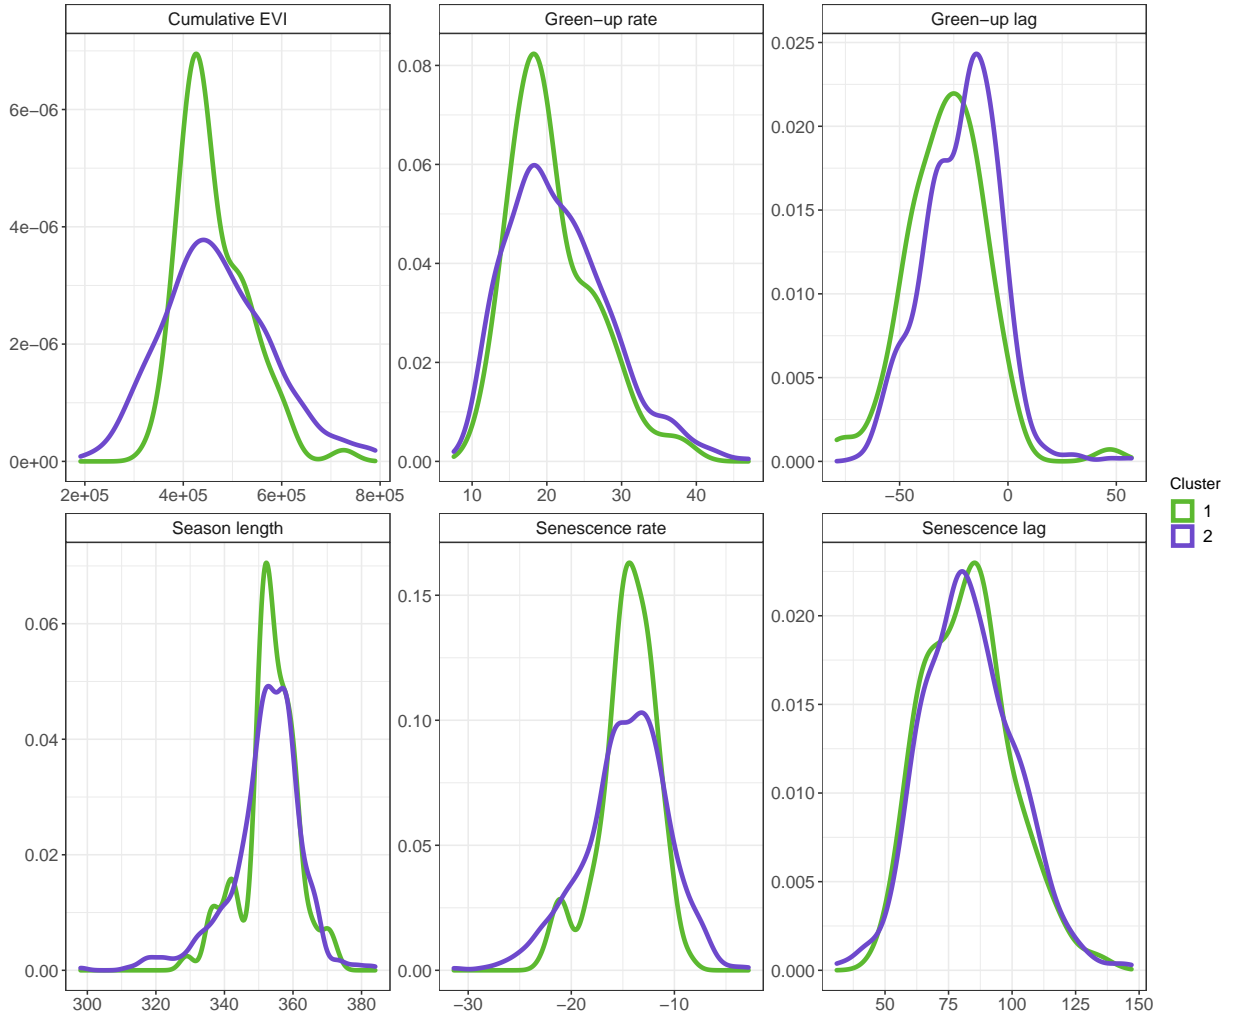 Cumulative EVI
Green−up rate
Green−up lag
6e−06
4e−06
2e−06
0e+00
2e+05 4e+05 6e+05 8e+05
0.08
0.06
0.04
0.02
0.00
10 20 30 40
0.025
0.020
0.015
0.010
0.005
0.000
−50 0 50
Season length
Senescence rate
Senescence lag
0.06
0.04
0.02
0.00
300 320 340 360 380
0.15
0.10
0.05
0.00
−30 −20 −10
0.020
0.015
0.010
0.005
0.000
50 75 100 125 150
Cluster
1
2